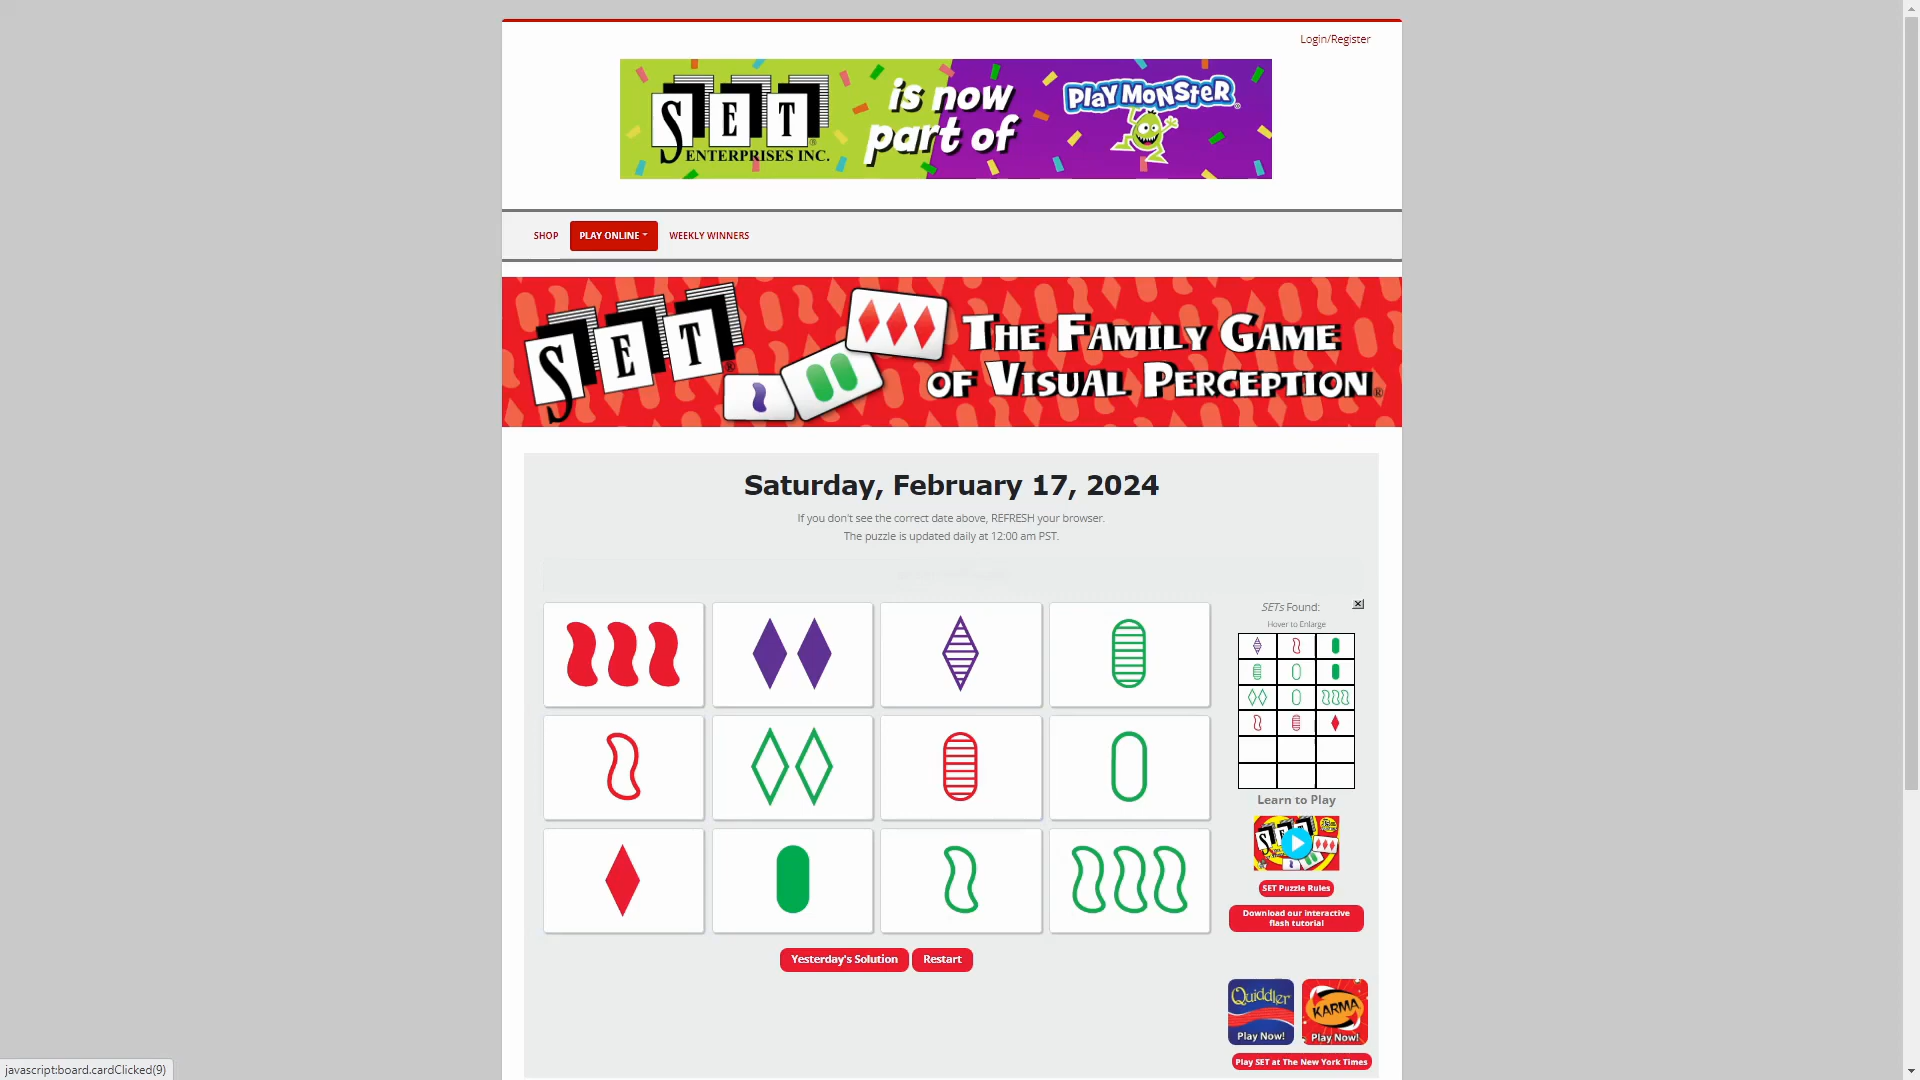 Login/Register
SET
ENTERPRISES INC.
is now
part of
PLAYMONSTER
SHOP
PLAY ONLINE
WEEKLY WINNERS
SET
THE FAMILY GAME
OF VISUAL PERCEPTION
Saturday, February 17, 2024
If you don't see the correct date above, REFRESH your browser.
The puzzle is updated daily at 12:00 am PST.
SETs Found:
Hover to Enlarge
Learn to Play
SET
SET Puzzle Rules
Download our interactive
flash tutorial
Yesterday's Solution
Restart
Quiddler
Play Now!
KARMA
Play Now!
Play SET at The New York Times
javascript:board.cardClicked(9)